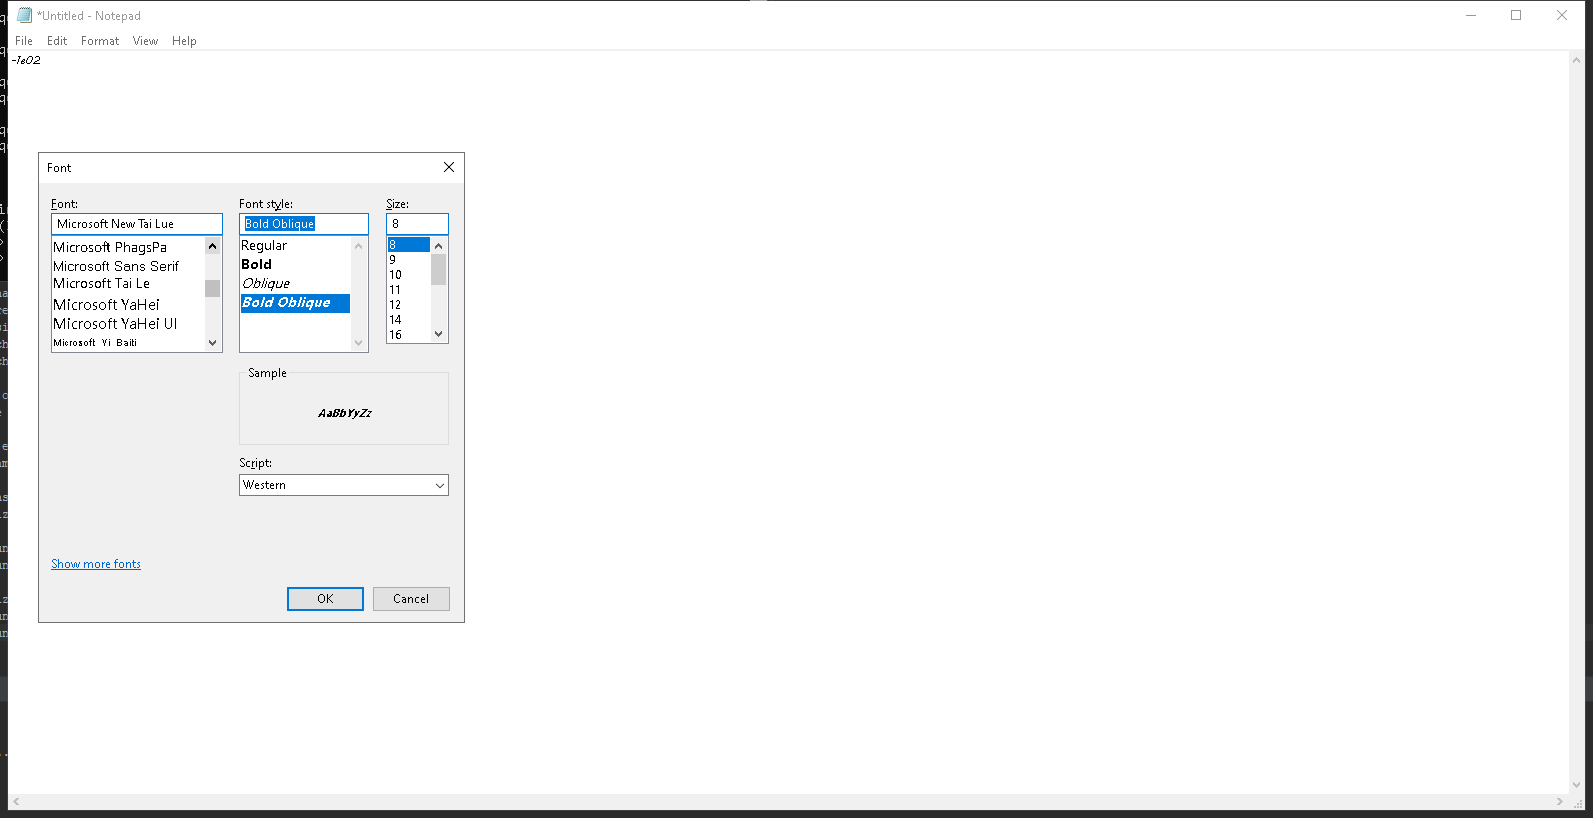 *Untitled - Notepad
File Edit Format View Help
-1e02
Font
Font: Font style: Size:
Microsoft New Tai Lue Bold Oblique 8
Microsoft PhagsPa Regular 8
Microsoft Sans Serif Bold 9
Microsoft Tai Le Oblique 10
Microsoft YaHei Bold Oblique 11
Microsoft YaHei UI 12
Microsoft Yi Baiti 14
16
Sample
AaBbYyZz
Script:
Western
Show more fonts
OK Cancel